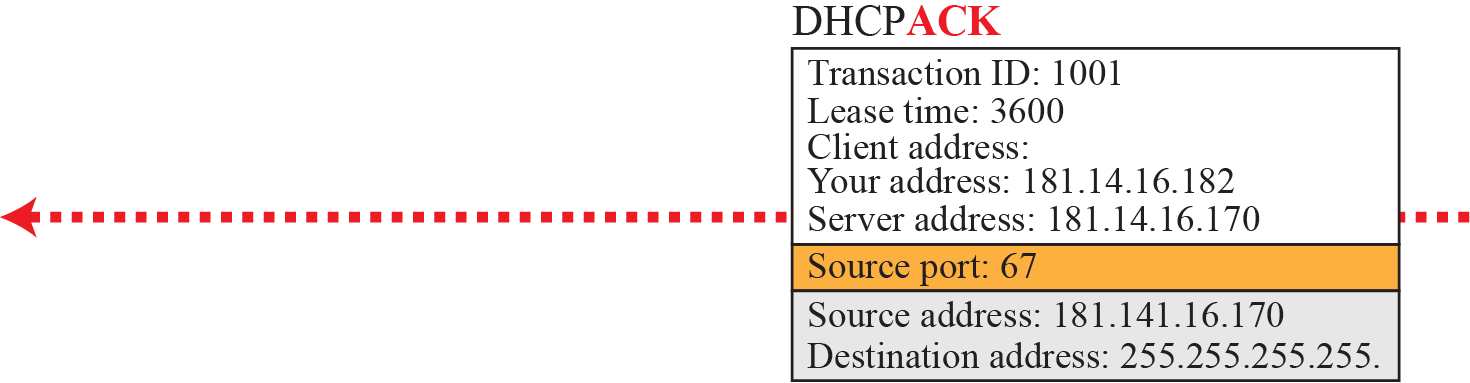 DHCPACK
Transaction ID: 1001
Lease time: 3600
Client address:
Your address: 181.14.16.182
Server address: 181.14.16.170
Source port: 67
Source address: 181.141.16.170
Destination address: 255.255.255.255.